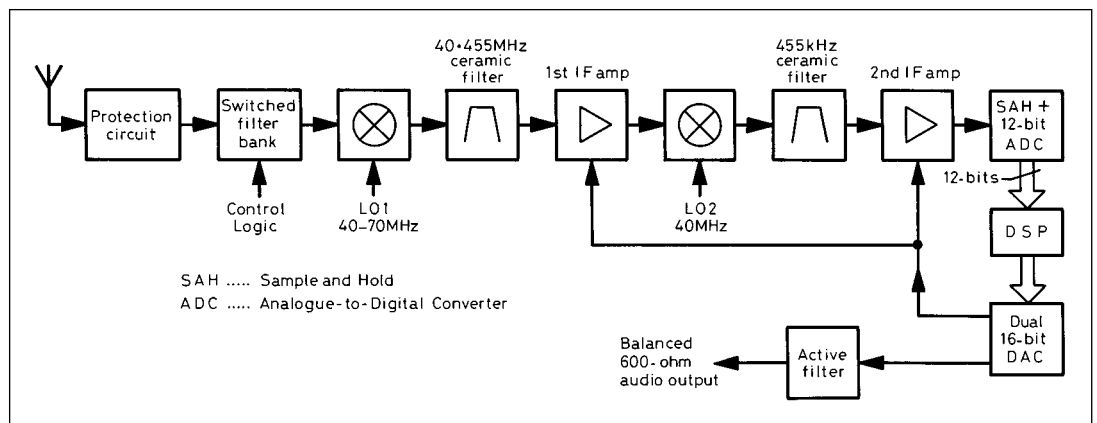 40·455MHz
ceramic
filter
1st IF amp
455kHz
ceramic
filter
2nd IF amp
Protection
circuit
Switched
filter
bank
SAH +
12-bit
ADC
12-bits
Control
Logic
LO1
40-70MHz
LO2
40MHz
DSP
SAH ..... Sample and Hold
ADC ..... Analogue-to-Digital Converter
Dual
16-bit
DAC
Balanced
600-ohm
audio output
Active
filter